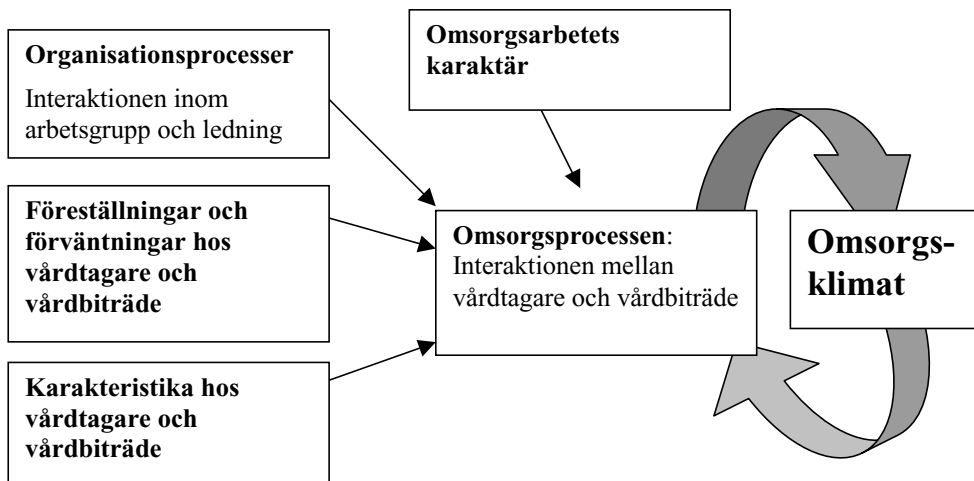 Organisationsprocesser
Interaktionen inom
arbetsgrupp och ledning
Omsorgsarbetets
karaktär
Föreställningar och
förväntningar hos
vårdtagare och
vårdbiträde
Omsorgsprocessen:
Interaktionen mellan
vårdtagare och vårdbiträde
Omsorgs-
klimat
Karakteristika hos
vårdtagare och
vårdbiträde